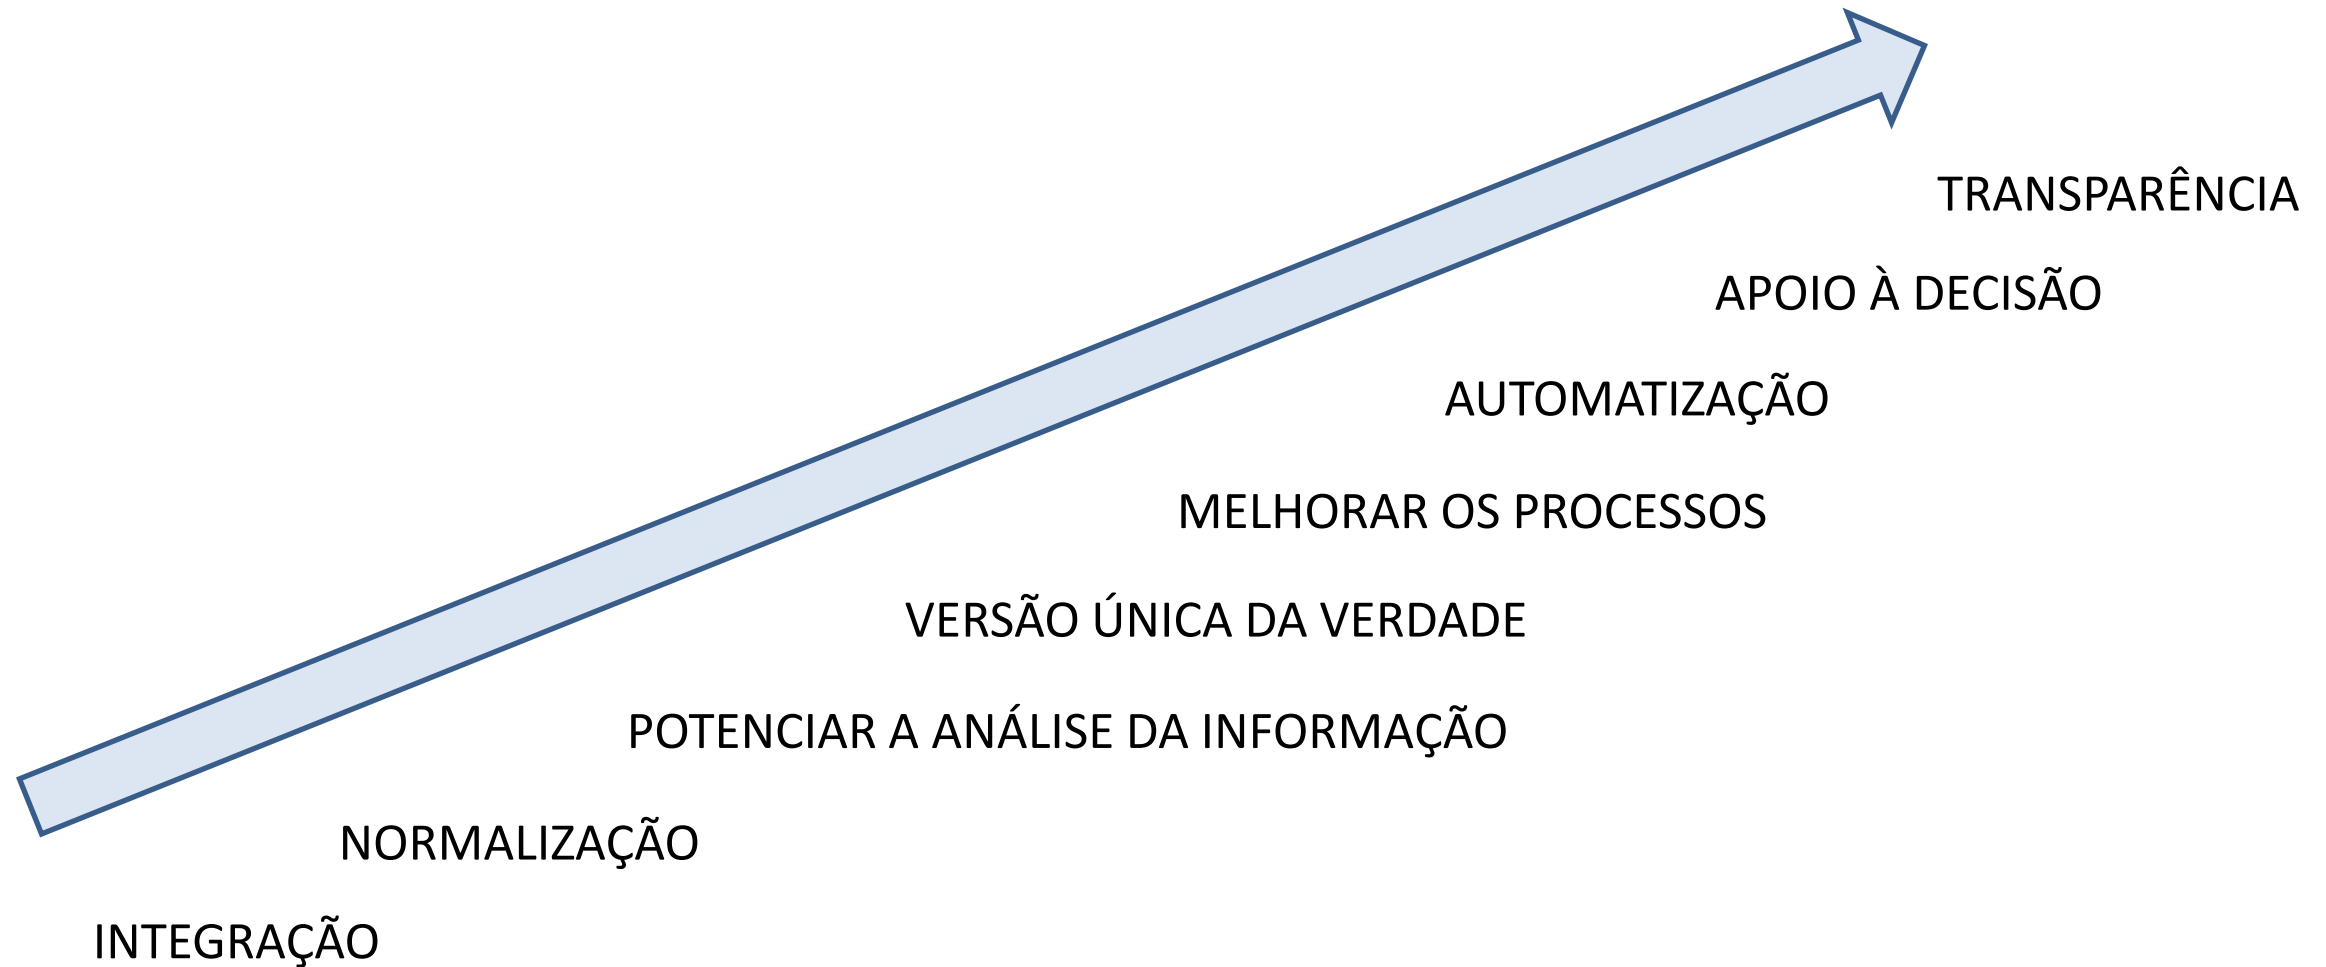 TRANSPARÊNCIA
APOIO À DECISÃO
AUTOMATIZAÇÃO
MELHORAR OS PROCESSOS
VERSÃO ÚNICA DA VERDADE
POTENCIAR A ANÁLISE DA INFORMAÇÃO
NORMALIZAÇÃO
INTEGRAÇÃO